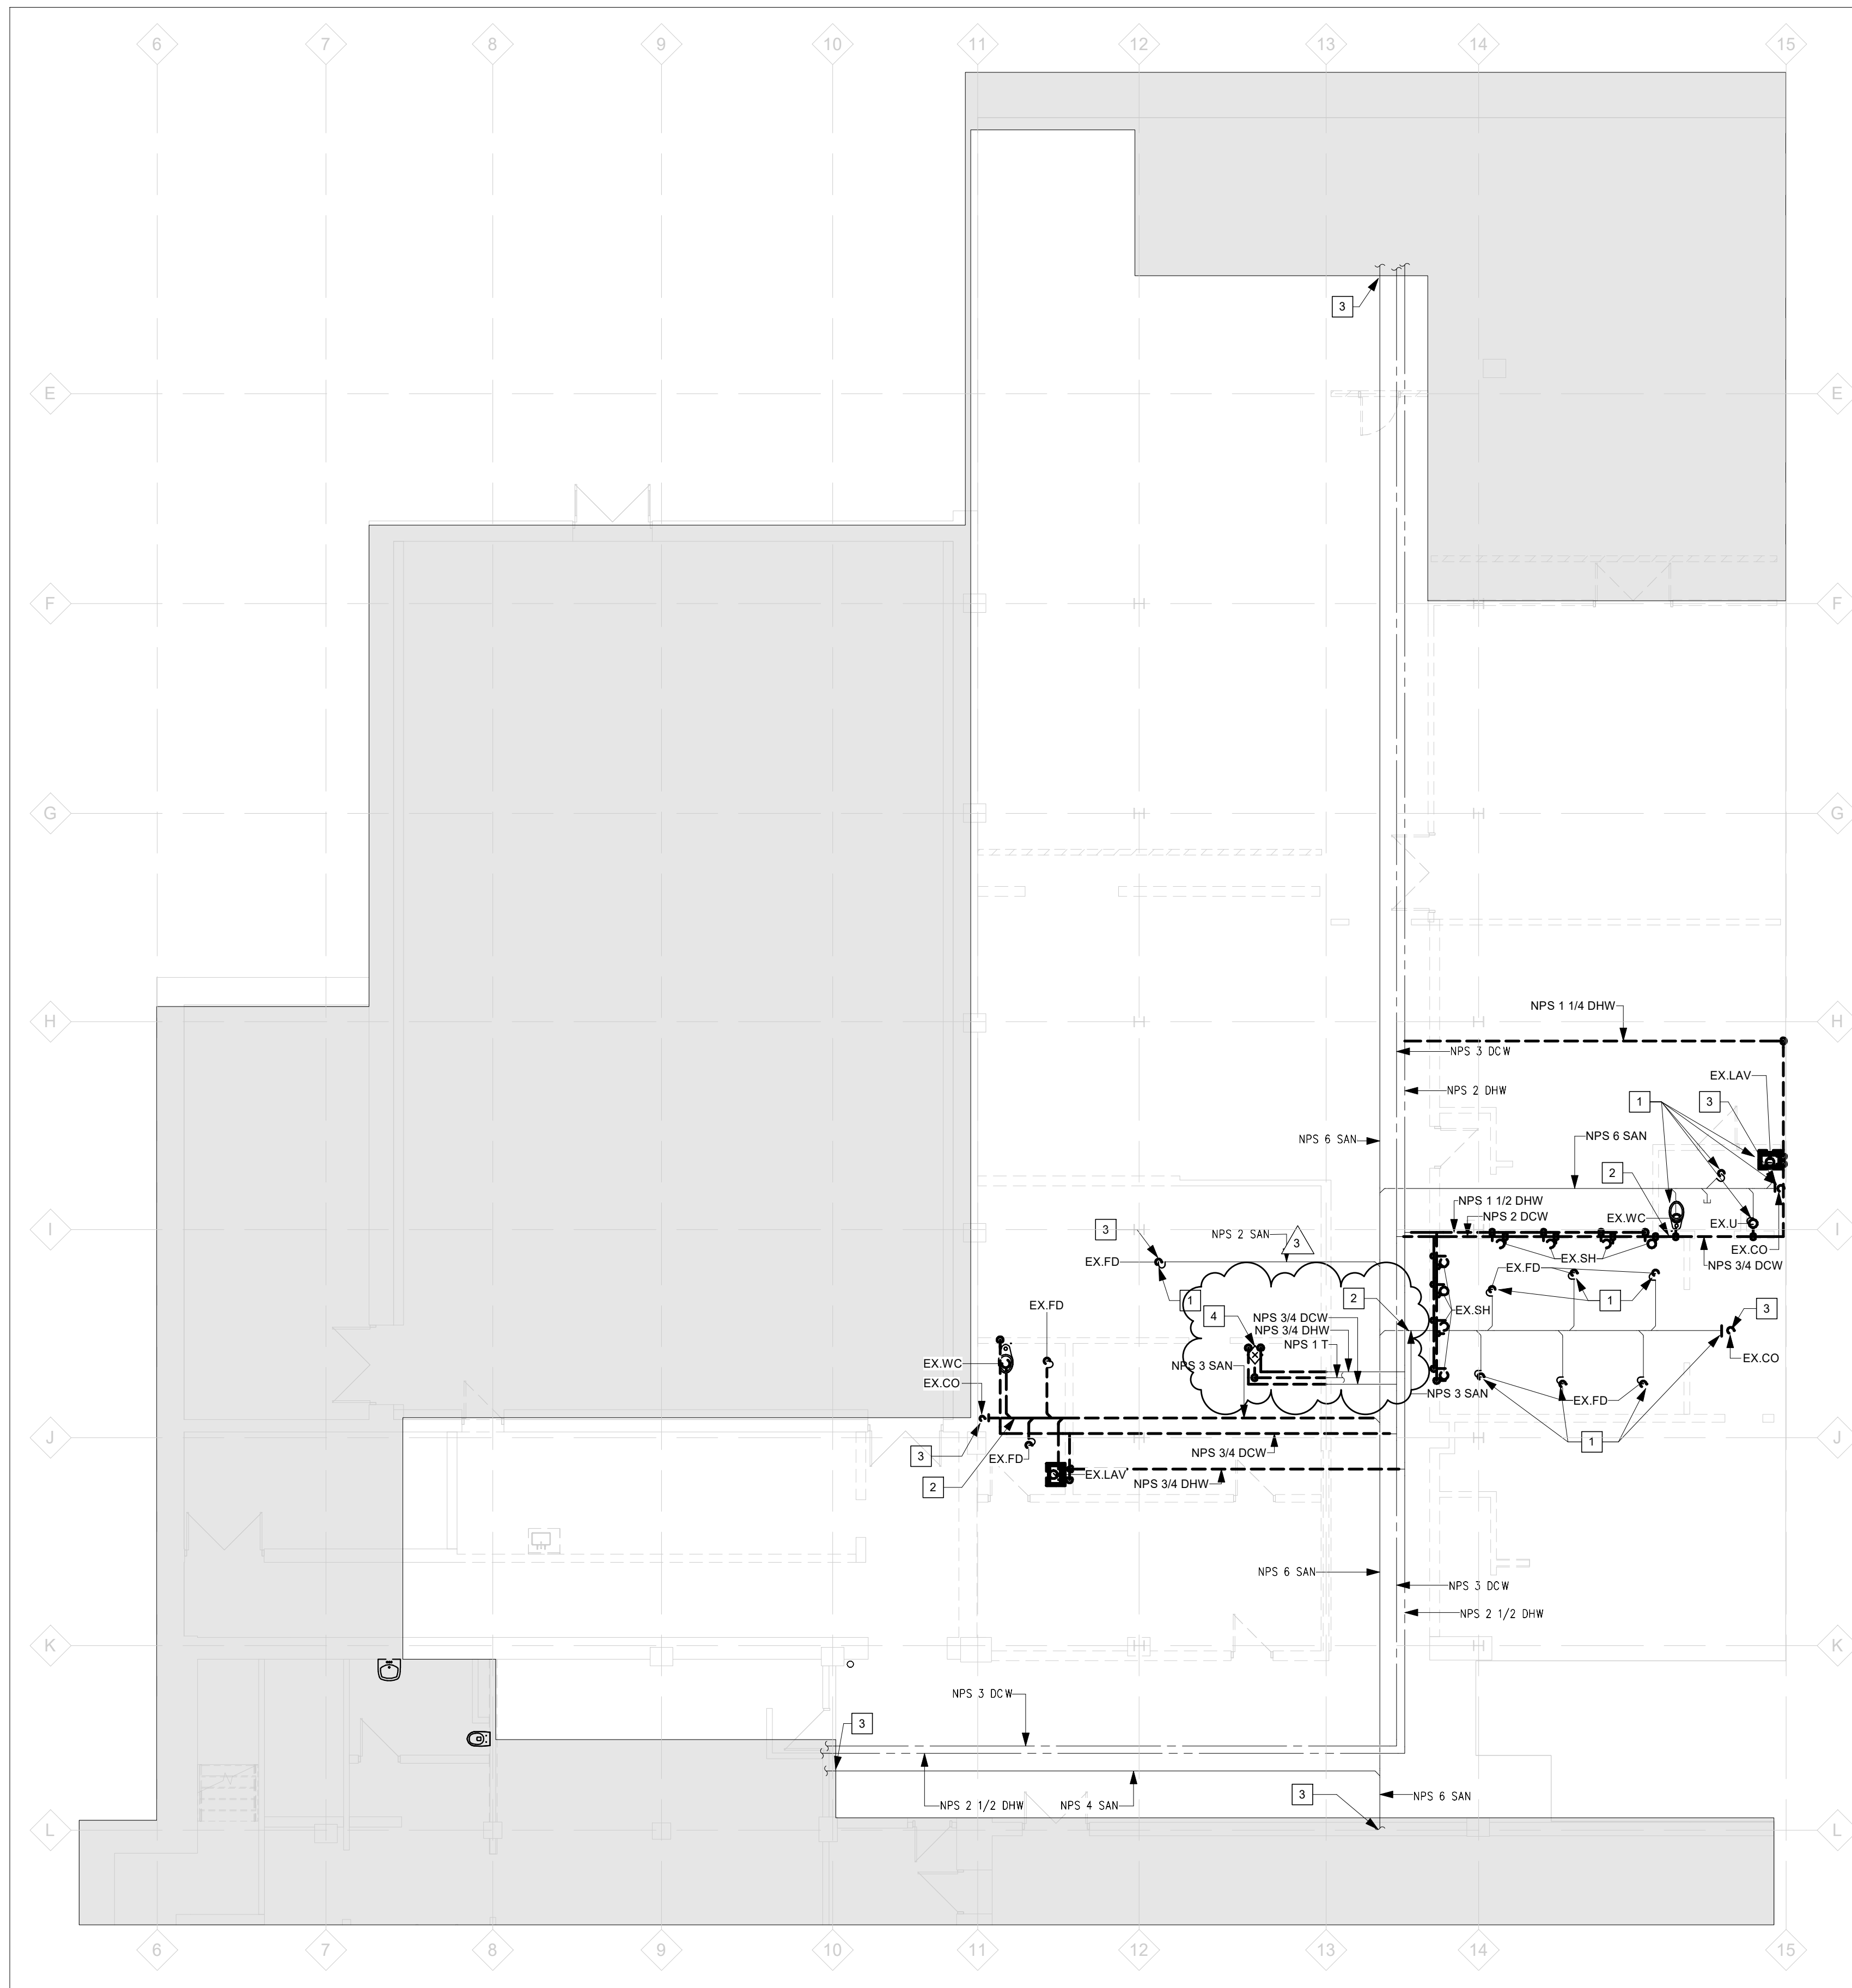 6 7 8 9 10 11 12 13 14 15
3
E E
F F
G G
NPS 1 1/4 DHW
H H
NPS 3 DCW
EX.LAV
NPS 2 DHW
1 3
NPS 6 SAN NPS 6 SAN
2
NPS 1 1/2 DHW
NPS 2 DCW EX.WC EX.U
I I
3 NPS 2 SAN 3
EX.CO
EX.FD EX.SH NPS 3/4 DCW
EX.FD
1 2 1
EX.SH 3
4 NPS 3/4 DCW
EX.FD NPS 3/4 DHW
NPS 1 T
EX.WC NPS 3 SAN EX.CO
EX.CO
NPS 3 SAN EX.FD
J J
3 NPS 3/4 DCW 1
EX.FD
EX.LAV
2 NPS 3/4 DHW
NPS 6 SAN
NPS 3 DCW
NPS 2 1/2 DHW
K K
NPS 3 DCW
3
NPS 2 1/2 DHW NPS 4 SAN 3 NPS 6 SAN
L L
6 7 8 9 10 11 12 13 14 15